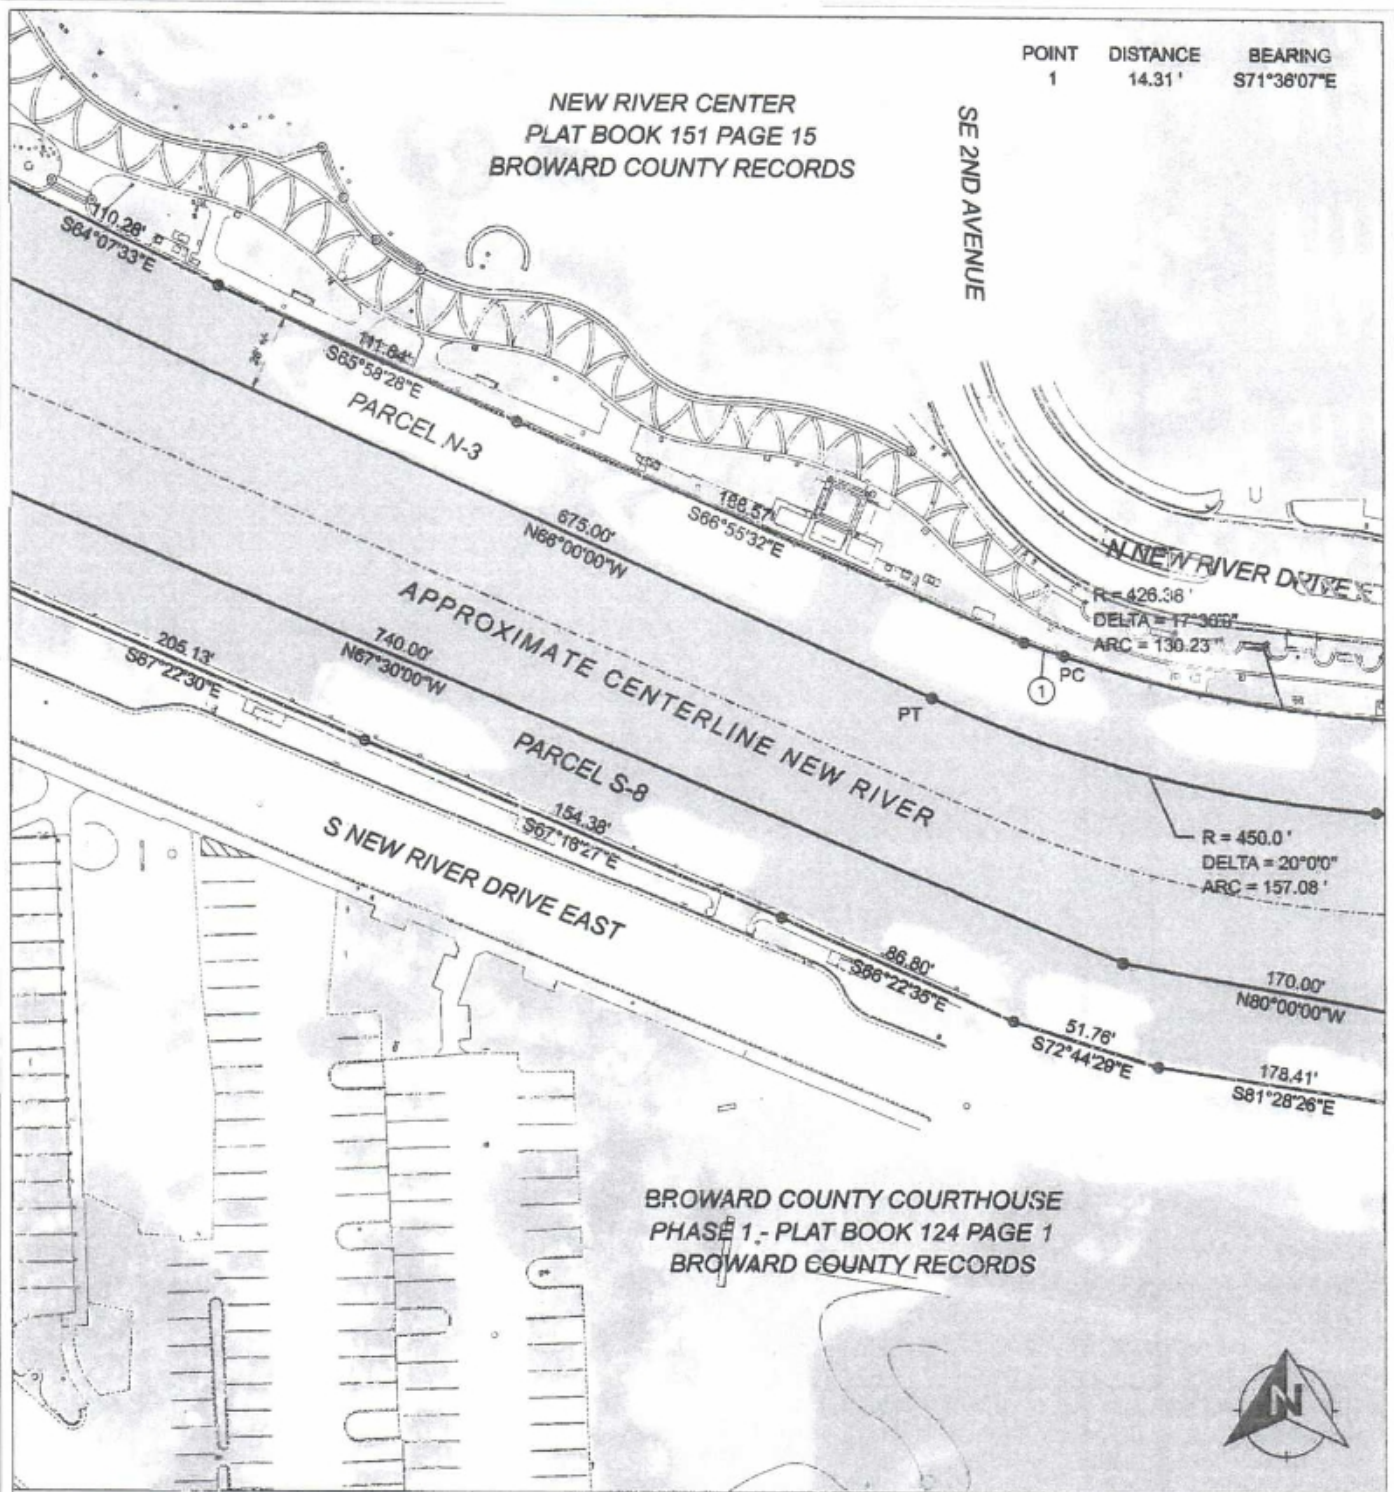 POINT DISTANCE BEARING
1 14.31 ' S71°36'07"E
NEW RIVER CENTER
PLAT BOOK 151 PAGE 15
BROWARD COUNTY RECORDS
SE 2ND AVENUE
110.28'
S64°07'33"E
111.84'
S65°58'28"E
PARCEL N-3
675.00'
N66°00'00"W
S66°55'32"E
N NEW RIVER DRIVE E
R = 426.36 '
DELTA =
ARC = 130.23 '
PC
1
PT
APPROXIMATE CENTERLINE NEW RIVER
205.13'
S67°22'30"E
740.00'
N67°30'00"W
PARCEL S-8
154.38'
S67°16'27"E
S NEW RIVER DRIVE EAST
R = 450.0 '
DELTA = 20°0'0"
ARC = 157.08 '
86.80'
S66°22'35"E
170.00'
N80°00'00"W
51.76'
S72°44'29"E
178.41'
S81°28'26"E
BROWARD COUNTY COURTHOUSE
PHASE 1 - PLAT BOOK 124 PAGE 1
BROWARD COUNTY RECORDS
N